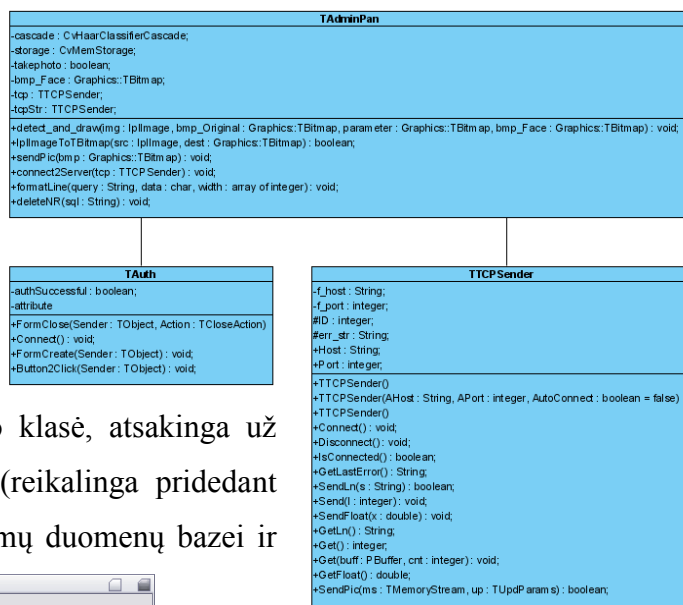 TAdminPan
-cascade : CvHaarClassifierCascade;
-storage : CvMemStorage;
-takephoto : boolean;
-bmp_Face : Graphics::TBitmap;
-tcp : TTCPSender;
-tcpStr : TTCPSender;
+detect_and_draw(img : IplImage, bmp_Original : Graphics::TBitmap, parameter : Graphics::TBitmap, bmp_Face : Graphics::TBitmap) : void;
+IplImageToTBitmap(src : IplImage, dest : Graphics::TBitmap) : boolean;
+sendPic(bmp : Graphics::TBitmap) : void;
+connect2Server(tcp : TTCPSender) : void;
+formatLine(query : String, data : char, width : array of integer) : void;
+deleteNR(sql : String) : void;
TAuth
-authSuccessful : boolean;
-attribute
+FormClose(Sender : TObject, Action : TCloseAction)
+Connect() : void;
+FormCreate(Sender : TObject) : void;
+Button2Click(Sender : TObject) : void;
TTCPSender
-f_host : String;
-f_port : integer;
#ID : integer;
#err_str : String;
+Host : String;
+Port : integer;
+TTCPSender()
+TTCPSender(AHost : String, APort : integer, AutoConnect : boolean = false)
+TTCPSender()
+Connect() : void;
+Disconnect() : void;
+IsConnected() : boolean;
+GetLastError() : String;
+SendLn(s : String) : boolean;
+Send(I : integer) : void;
+SendFloat(x : double) : void;
+GetLn() : String;
+Get() : integer;
+Get(buff : PBuffer, cnt : integer) : void;
+GetFloat() : double;
+SendPic(ms : TMemoryStream, up : TUpdParams) : boolean;
klasė, atsakinga už
(reikalinga pridedant
mų duomenų bazei ir